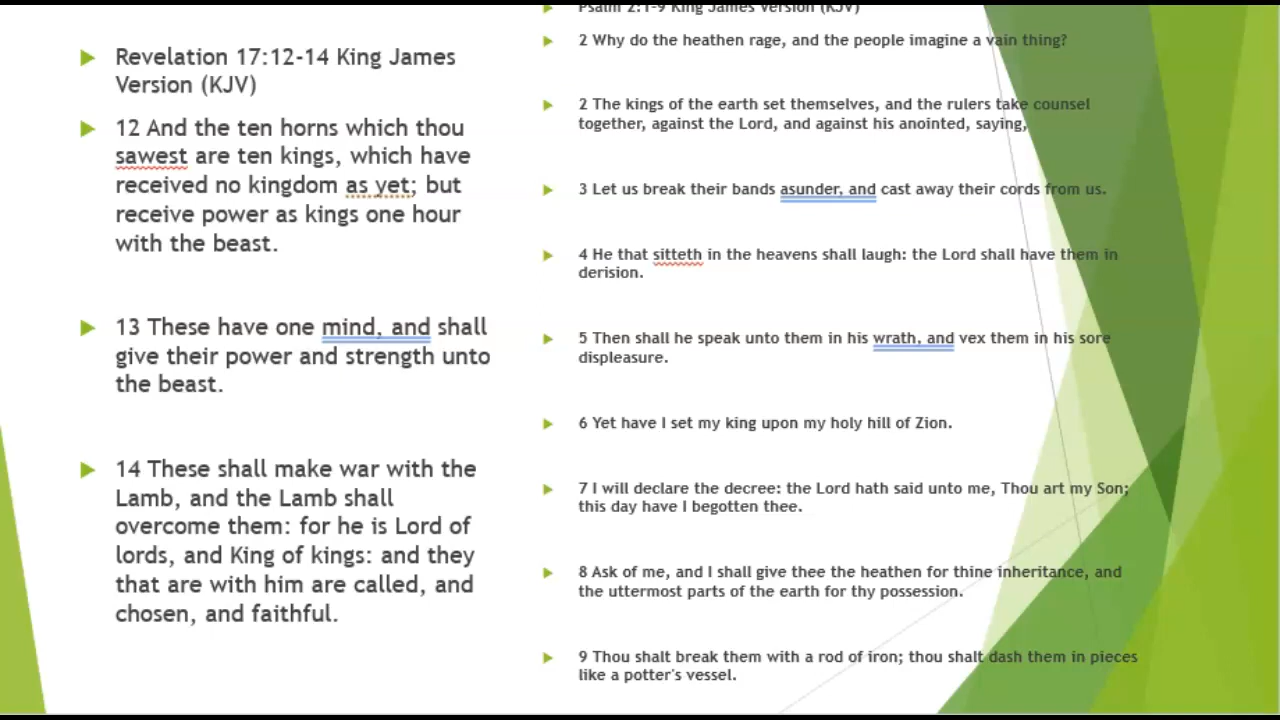 Revelation 17:12-14 King James
Version (KJV)
12 And the ten horns which thou
sawest are ten kings, which have
received no kingdom as yet; but
receive power as kings one hour
with the beast.
13 These have one mind, and shall
give their power and strength unto
the beast.
14 These shall make war with the
Lamb, and the Lamb shall
overcome them: for he is Lord of
lords, and King of kings: and they
that are with him are called, and
chosen, and faithful.
Psalm 2:1-9 King James Version (KJV)
2 Why do the heathen rage, and the people imagine a vain thing?
2 The kings of the earth set themselves, and the rulers take counsel
together, against the Lord, and against his anointed, saying,
3 Let us break their bands asunder, and cast away their cords from us.
4 He that sitteth in the heavens shall laugh: the Lord shall have them in
derision.
5 Then shall he speak unto them in his wrath, and vex them in his sore
displeasure.
6 Yet have I set my king upon my holy hill of Zion.
7 I will declare the decree: the Lord hath said unto me, Thou art my Son;
this day have I begotten thee.
8 Ask of me, and I shall give thee the heathen for thine inheritance, and
the uttermost parts of the earth for thy possession.
9 Thou shalt break them with a rod of iron; thou shalt dash them in pieces
like a potter's vessel.